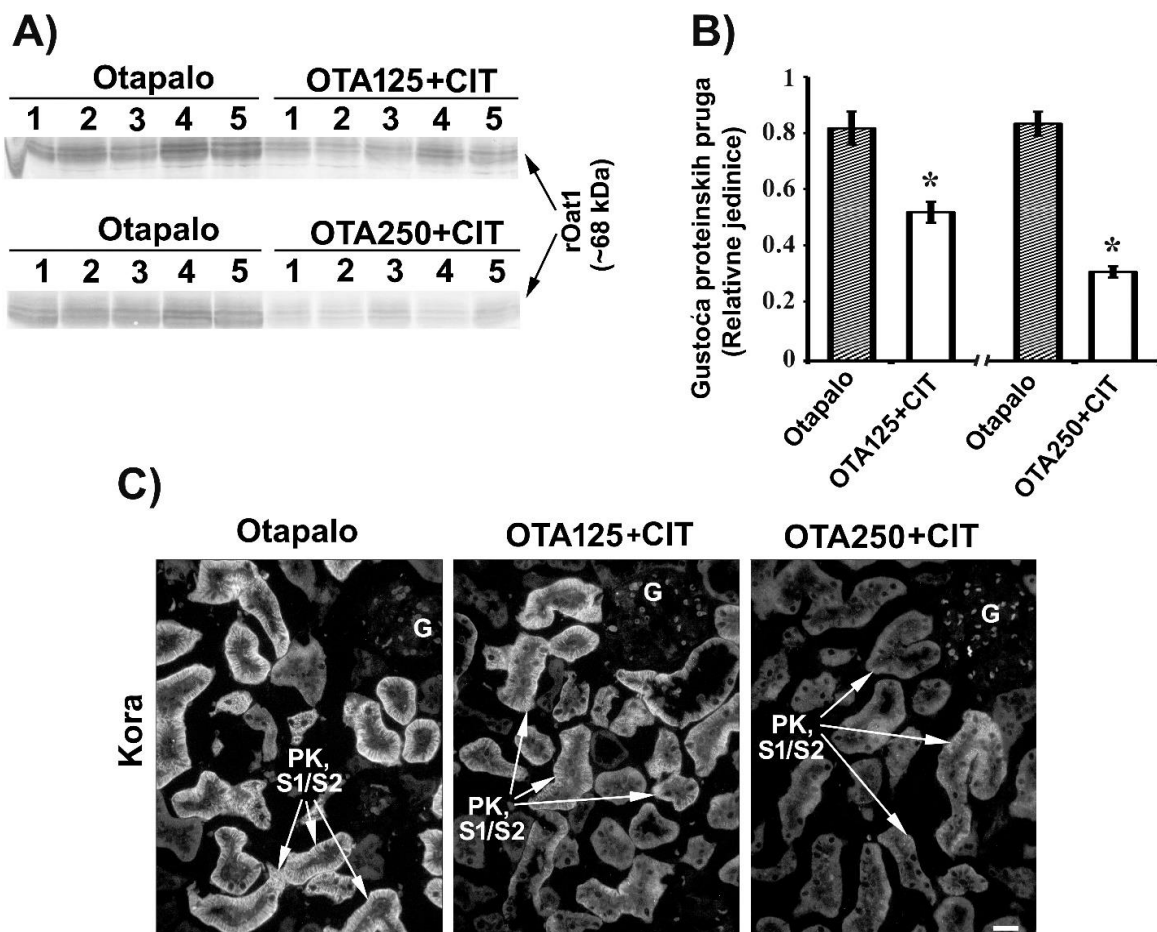 A)
Otapalo OTA125+CIT
1 2 3 4 5 1 2 3 4 5
Otapalo OTA250+CIT
1 2 3 4 5 1 2 3 4 5
rOat1
(~68 kDa)
B)
Gustoća proteinskih pruga
(Relativne jedinice)
1
0.8
0.6
0.4
0.2
0
*
*
Otapalo
OTA125+CIT
Otapalo
OTA250+CIT
C)
Otapalo OTA125+CIT OTA250+CIT
Kora
G
PK,
S1/S2
G
PK,
S1/S2
G
PK,
S1/S2